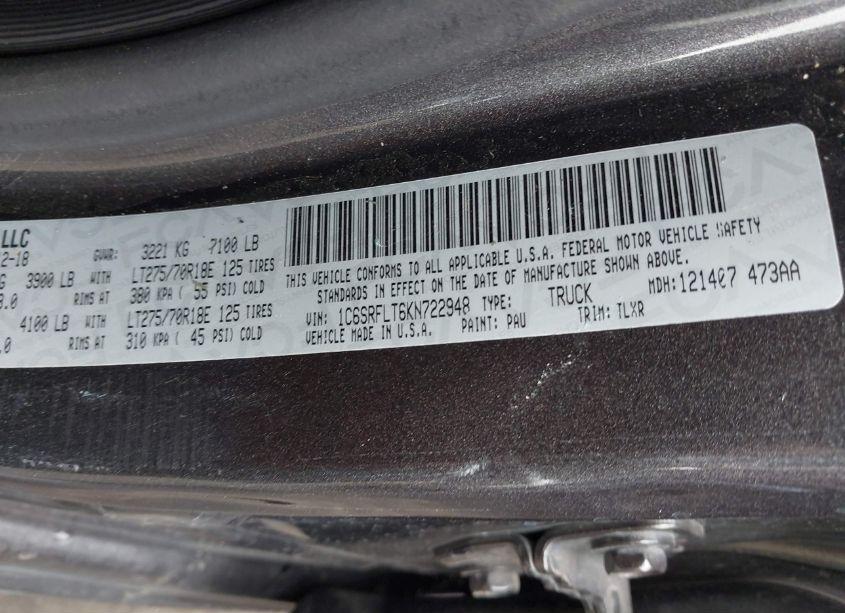 LLC
2-18 GVWR: 3221 KG 7100 LB
G 3900 LB WITH LT275/70R18E 125 TIRES
8.0 RIMS AT 380 KPA ( 55 PSI) COLD
4100 LB WITH LT275/70R18E 125 TIRES
.0 RIMS AT 310 KPA ( 45 PSI) COLD
THIS VEHICLE CONFORMS TO ALL APPLICABLE U.S.A. FEDERAL MOTOR VEHICLE SAFETY
STANDARDS IN EFFECT ON THE DATE OF MANUFACTURE SHOWN ABOVE.
VIN: 1C6SRFLT6KN722948 TYPE: TRUCK MDH: 121407 473AA
VEHICLE MADE IN U.S.A. PAINT: PAU TRIM: TLXR